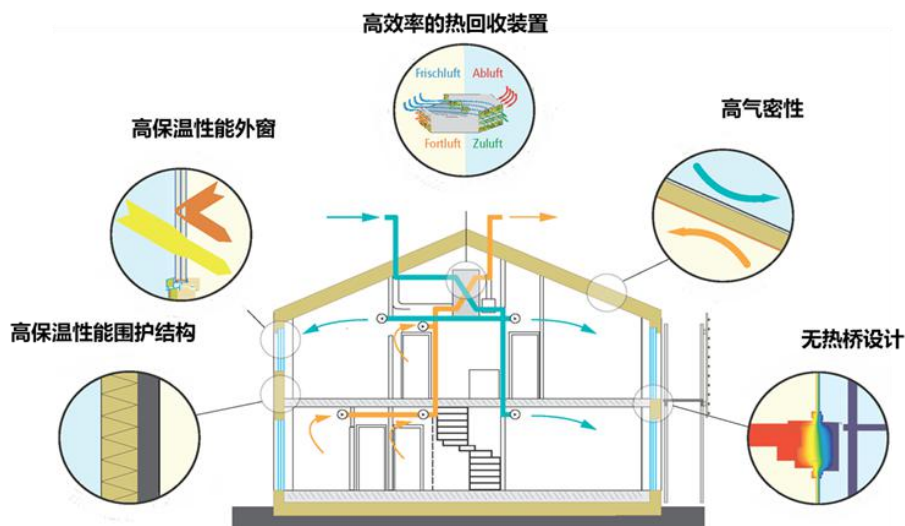 高效率的热回收装置
Frischluft Abluft
Fortluft Zuluft
高保温性能外窗
高气密性
高保温性能围护结构
无热桥设计